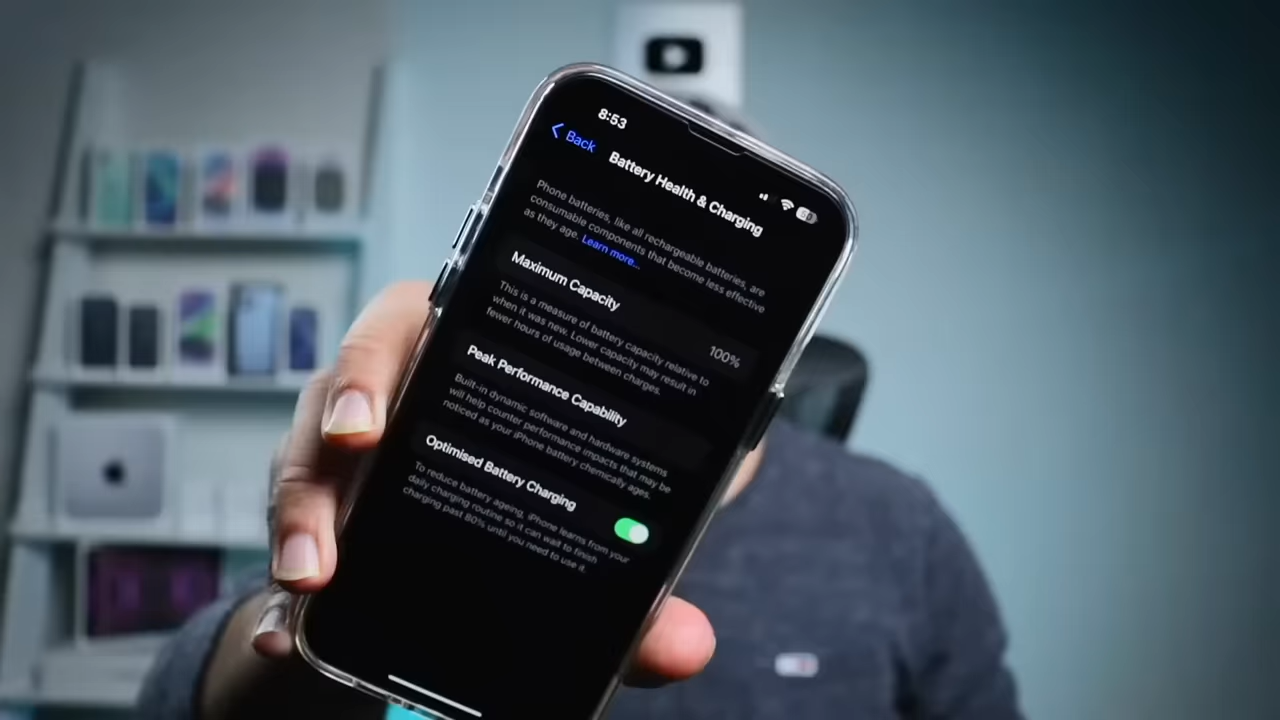 8:53
Back
Battery Health & Charging
Phone batteries, like all rechargeable batteries, are
consumable components that become less effective
as they age. Learn more...
Maximum Capacity
100%
This is a measure of battery capacity relative to
when it was new. Lower capacity may result in
fewer hours of usage between charges.
Peak Performance Capability
Built-in dynamic software and hardware systems
will help counter performance impacts that may be
noticed as your iPhone battery chemically ages.
Optimised Battery Charging
To reduce battery ageing, iPhone learns from your
daily charging routine so it can wait to finish
charging past 80% until you need to use it.